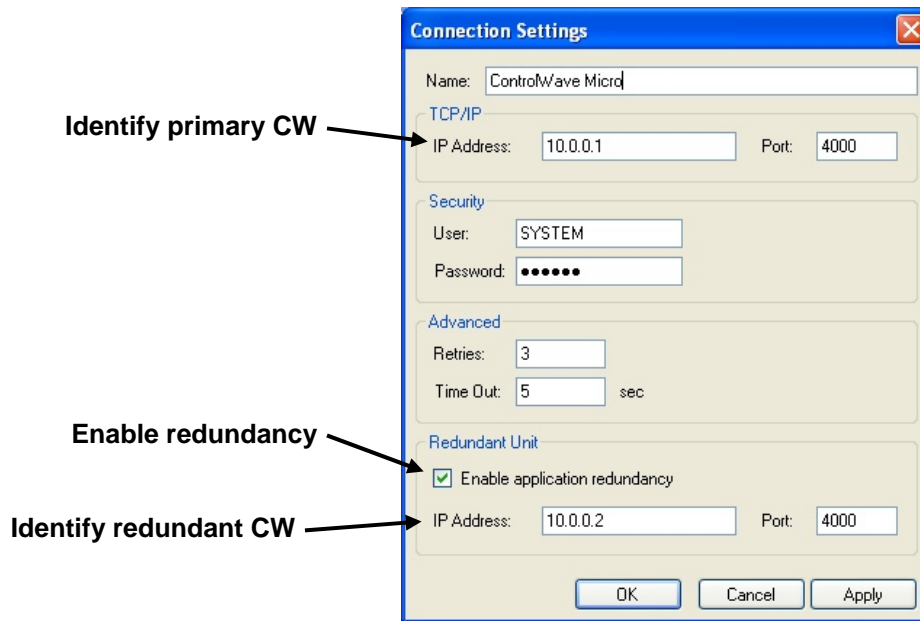 Connection Settings
Name: ControlWave Micro
Identify primary CW
TCP/IP
IP Address: 10.0.0.1 Port: 4000
Security
User: SYSTEM
Password: ●●●●●●
Advanced
Retries: 3
Time Out: 5 sec
Enable redundancy
Redundant Unit
Enable application redundancy
Identify redundant CW
IP Address: 10.0.0.2 Port: 4000
OK Cancel Apply